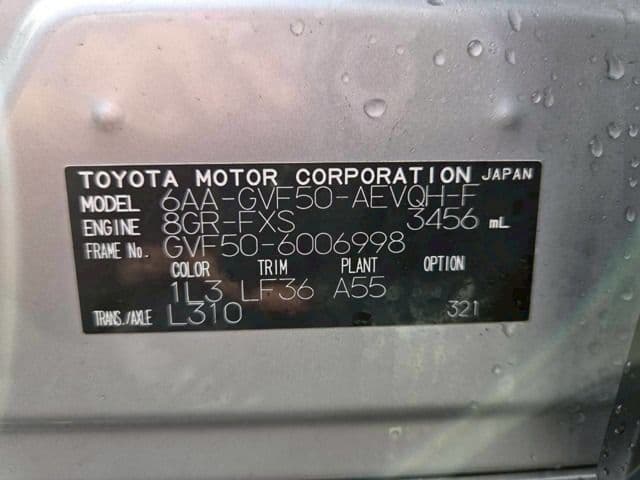 TOYOTA MOTOR CORPORATION JAPAN
MODEL 6AA-GVF50-AEVQH-F
ENGINE 8GR-FXS 3456 mL
FRAME No. GVF50-6006998
COLOR TRIM PLANT OPTION
1L3 LF36 A55
TRANS./AXLE L310 321